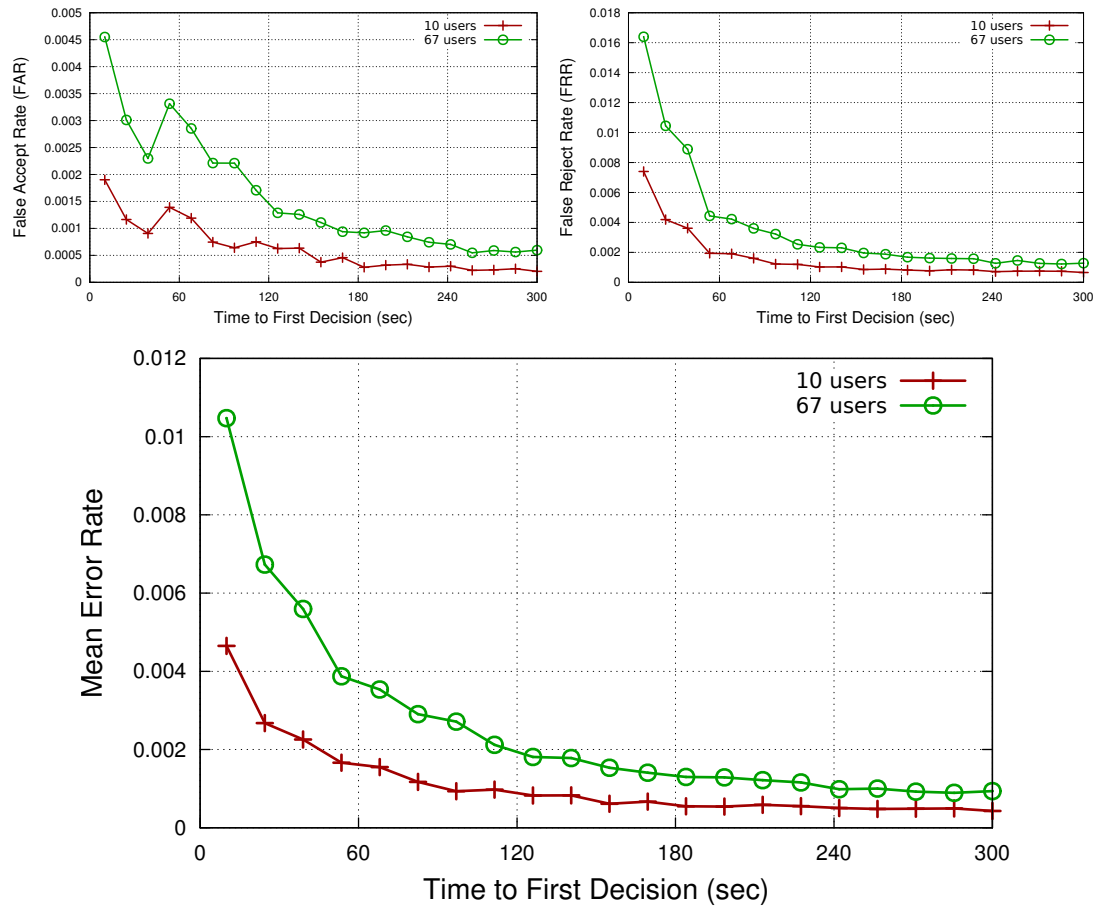 0.005
0.0045
0.004
0.0035
0.003
0.0025
0.002
0.0015
0.001
0.0005
0
False Accept Rate (FAR)
10 users
67 users
0 60 120 180 240 300
Time to First Decision (sec)
0.018
0.016
0.014
0.012
0.01
0.008
0.006
0.004
0.002
0
False Reject Rate (FRR)
10 users
67 users
0 60 120 180 240 300
Time to First Decision (sec)
0.012
0.01
0.008
0.006
0.004
0.002
0
Mean Error Rate
10 users
67 users
0 60 120 180 240 300
Time to First Decision (sec)